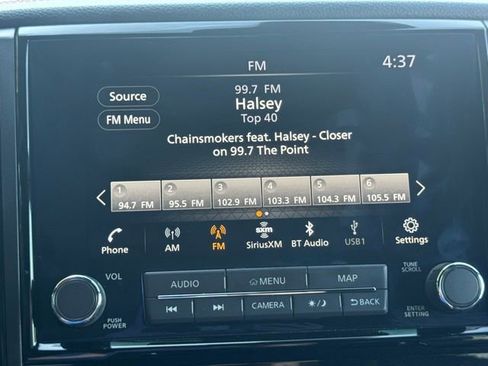 FM
4:37
Source
FM Menu
99.7 FM
Halsey
Top 40
Chainsmokers feat. Halsey - Closer
on 99.7 The Point
1 2 3 4 5 6
94.7 FM 95.5 FM 102.9 FM 103.3 FM 104.3 FM 105.5 FM
sxm
Phone AM FM SiriusXM BT Audio USB1 Settings
VOL
AUDIO MENU MAP
TUNE
SCROLL
CAMERA BACK
PUSH
POWER
ENTER
SETTING